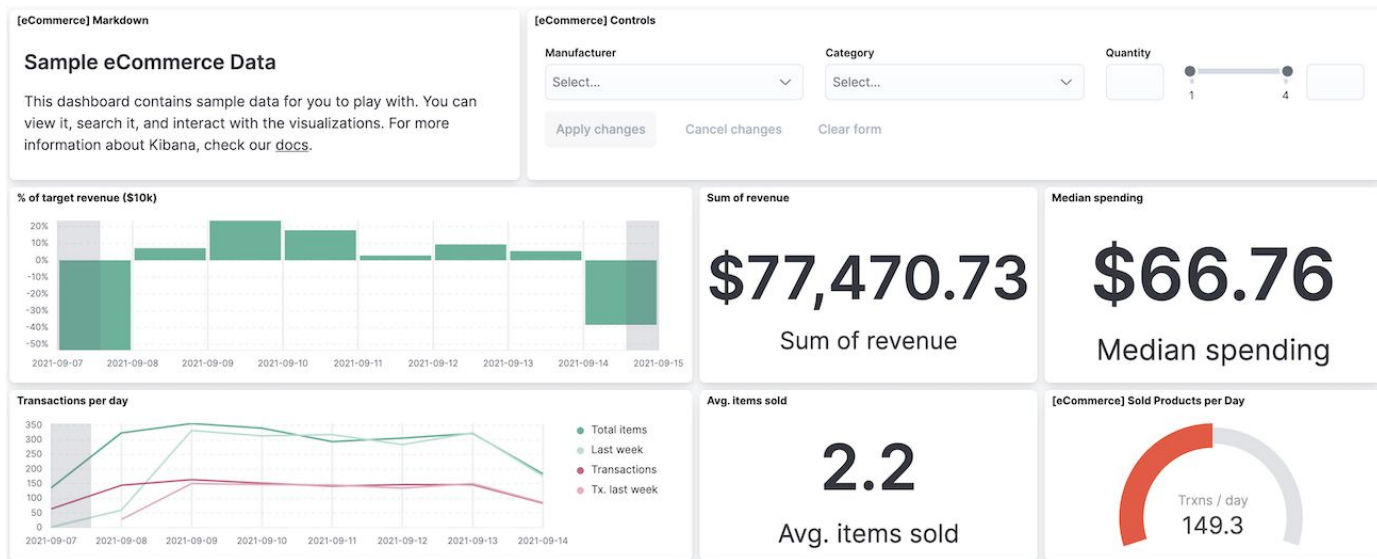 [eCommerce] Markdown
Sample eCommerce Data
This dashboard contains sample data for you to play with. You can
view it, search it, and interact with the visualizations. For more
information about Kibana, check our docs.
[eCommerce] Controls
Manufacturer
Select...
Category
Select...
Quantity
1
4
Apply changes
Cancel changes
Clear form
% of target revenue ($10k)
20%
10%
0%
-10%
-20%
-30%
-40%
-50%
2021-09-07
2021-09-08
2021-09-09
2021-09-10
2021-09-11
2021-09-12
2021-09-13
2021-09-14
2021-09-15
Sum of revenue
$77,470.73
Sum of revenue
Median spending
$66.76
Median spending
Transactions per day
350
300
250
200
150
100
50
0
2021-09-07
2021-09-08
2021-09-09
2021-09-10
2021-09-11
2021-09-12
2021-09-13
2021-09-14
Total items
Last week
Transactions
Tx. last week
Avg. items sold
2.2
Avg. items sold
[eCommerce] Sold Products per Day
Trxns / day
149.3